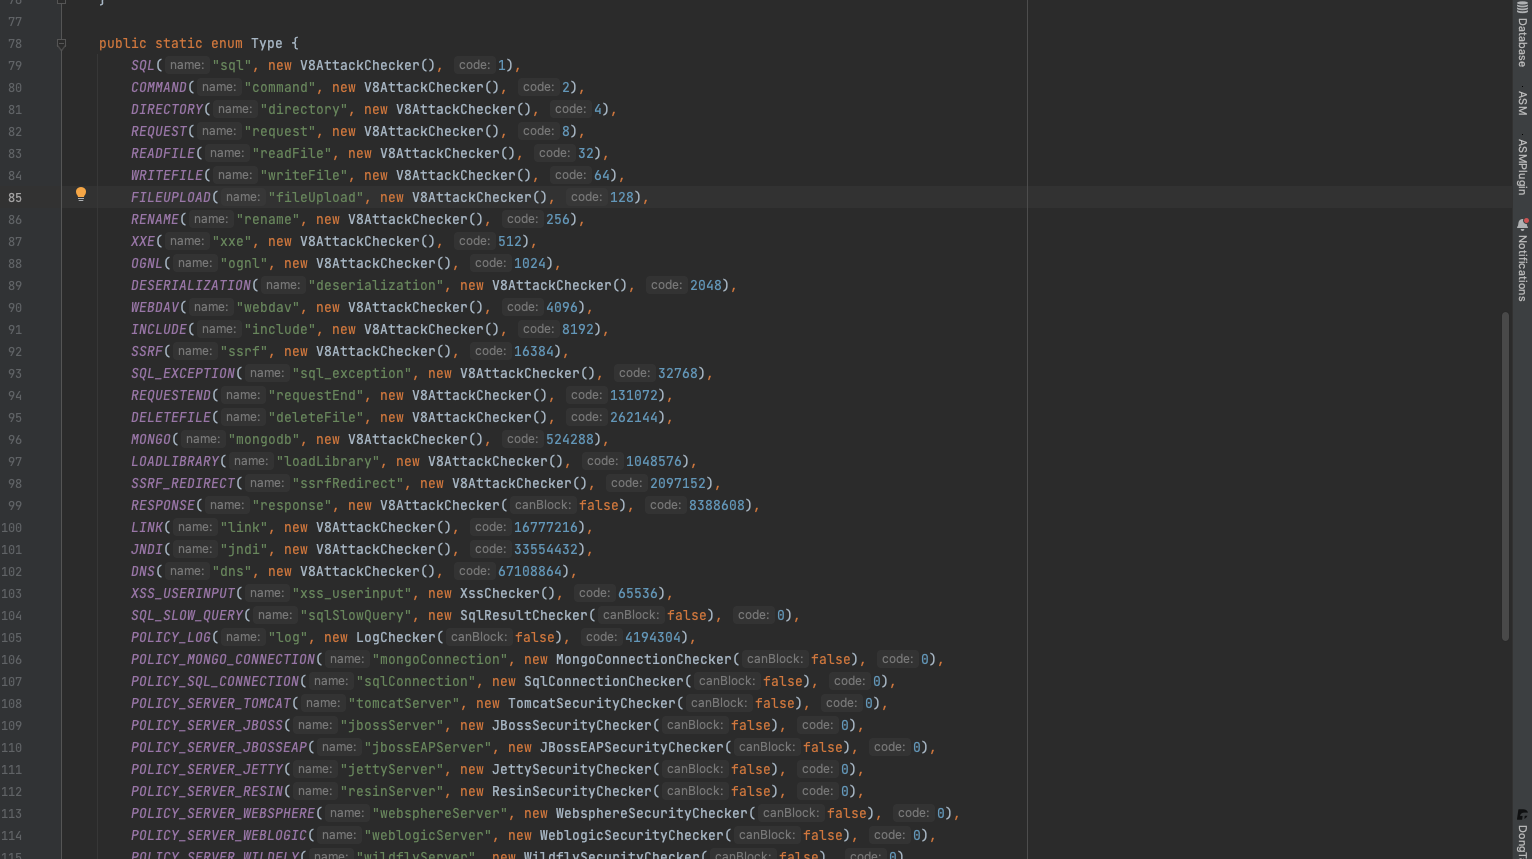 76 }
77
78 public static enum Type {
79 SQL( name: "sql", new V8AttackChecker(), code: 1),
80 COMMAND( name: "command", new V8AttackChecker(), code: 2),
81 DIRECTORY( name: "directory", new V8AttackChecker(), code: 4),
82 REQUEST( name: "request", new V8AttackChecker(), code: 8),
83 READFILE( name: "readFile", new V8AttackChecker(), code: 32),
84 WRITEFILE( name: "writeFile", new V8AttackChecker(), code: 64),
85 FILEUPLOAD( name: "fileUpload", new V8AttackChecker(), code: 128),
86 RENAME( name: "rename", new V8AttackChecker(), code: 256),
87 XXE( name: "xxe", new V8AttackChecker(), code: 512),
88 OGNL( name: "ognl", new V8AttackChecker(), code: 1024),
89 DESERIALIZATION( name: "deserialization", new V8AttackChecker(), code: 2048),
90 WEBDAV( name: "webdav", new V8AttackChecker(), code: 4096),
91 INCLUDE( name: "include", new V8AttackChecker(), code: 8192),
92 SSRF( name: "ssrf", new V8AttackChecker(), code: 16384),
93 SQL_EXCEPTION( name: "sql_exception", new V8AttackChecker(), code: 32768),
94 REQUESTEND( name: "requestEnd", new V8AttackChecker(), code: 131072),
95 DELETEFILE( name: "deleteFile", new V8AttackChecker(), code: 262144),
96 MONGO( name: "mongodb", new V8AttackChecker(), code: 524288),
97 LOADLIBRARY( name: "loadLibrary", new V8AttackChecker(), code: 1048576),
98 SSRF_REDIRECT( name: "ssrfRedirect", new V8AttackChecker(), code: 2097152),
99 RESPONSE( name: "response", new V8AttackChecker( canBlock: false), code: 8388608),
100 LINK( name: "link", new V8AttackChecker(), code: 16777216),
101 JNDI( name: "jndi", new V8AttackChecker(), code: 33554432),
102 DNS( name: "dns", new V8AttackChecker(), code: 67108864),
103 XSS_USERINPUT( name: "xss_userinput", new XssChecker(), code: 65536),
104 SQL_SLOW_QUERY( name: "sqlSlowQuery", new SqlResultChecker( canBlock: false), code: 0),
105 POLICY_LOG( name: "log", new LogChecker( canBlock: false), code: 4194304),
106 POLICY_MONGO_CONNECTION( name: "mongoConnection", new MongoConnectionChecker( canBlock: false), code: 0),
107 POLICY_SQL_CONNECTION( name: "sqlConnection", new SqlConnectionChecker( canBlock: false), code: 0),
108 POLICY_SERVER_TOMCAT( name: "tomcatServer", new TomcatSecurityChecker( canBlock: false), code: 0),
109 POLICY_SERVER_JBOSS( name: "jbossServer", new JBossSecurityChecker( canBlock: false), code: 0),
110 POLICY_SERVER_JBOSSEAP( name: "jbossEAPServer", new JBossEAPSecurityChecker( canBlock: false), code: 0),
111 POLICY_SERVER_JETTY( name: "jettyServer", new JettySecurityChecker( canBlock: false), code: 0),
112 POLICY_SERVER_RESIN( name: "resinServer", new ResinSecurityChecker( canBlock: false), code: 0),
113 POLICY_SERVER_WEBSPHERE( name: "websphereServer", new WebsphereSecurityChecker( canBlock: false), code: 0),
114 POLICY_SERVER_WEBLOGIC( name: "weblogicServer", new WeblogicSecurityChecker( canBlock: false), code: 0),
115 POLICY_SERVER_WILDFLY( name: "wildflyServer", new WildflySecurityChecker( canBlock: false), code: 0)
Database
ASM
ASMPlugin
Notifications